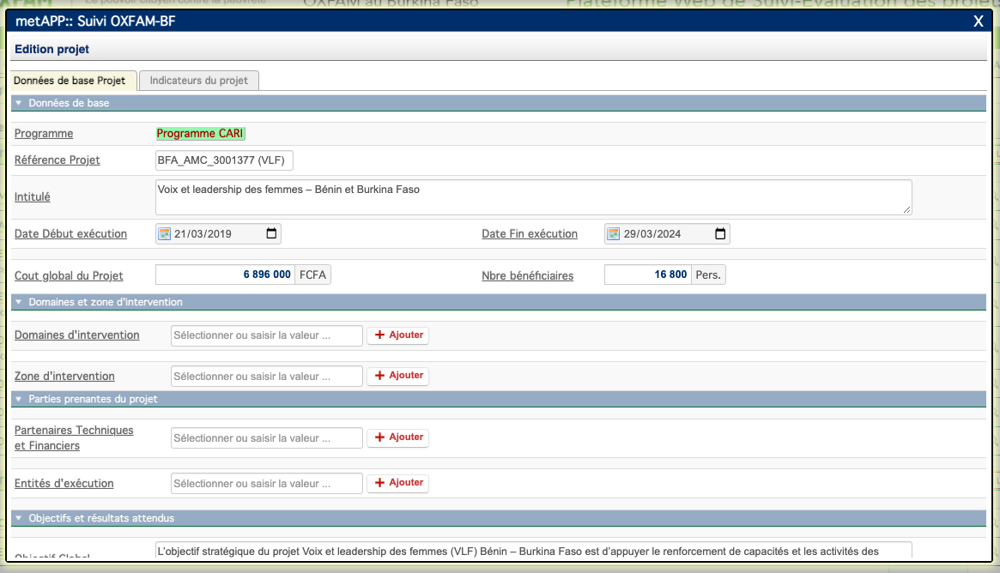 Le pouvoir citoyen contre la pauvreté
OXFAM au Burkina Faso
Plateforme Web de Suivi-Evaluation des projets
metAPP:: Suivi OXFAM-BF X
Edition projet
Données de base Projet Indicateurs du projet
Données de base
Programme Programme CARI
Référence Projet BFA_AMC_3001377 (VLF)
Intitulé Voix et leadership des femmes – Bénin et Burkina Faso
Date Début exécution 21/03/2019 Date Fin exécution 29/03/2024
Cout global du Projet 6 896 000 FCFA Nbre bénéficiaires 16 800 Pers.
Domaines et zone d'intervention
Domaines d'intervention Sélectionner ou saisir la valeur ... + Ajouter
Zone d'intervention Sélectionner ou saisir la valeur ... + Ajouter
Parties prenantes du projet
Partenaires Techniques
et Financiers Sélectionner ou saisir la valeur ... + Ajouter
Entités d'exécution Sélectionner ou saisir la valeur ... + Ajouter
Objectifs et résultats attendus
Objectif Global L'objectif stratégique du projet Voix et leadership des femmes (VLF) Bénin – Burkina Faso est d'appuyer le renforcement de capacités et les activités des